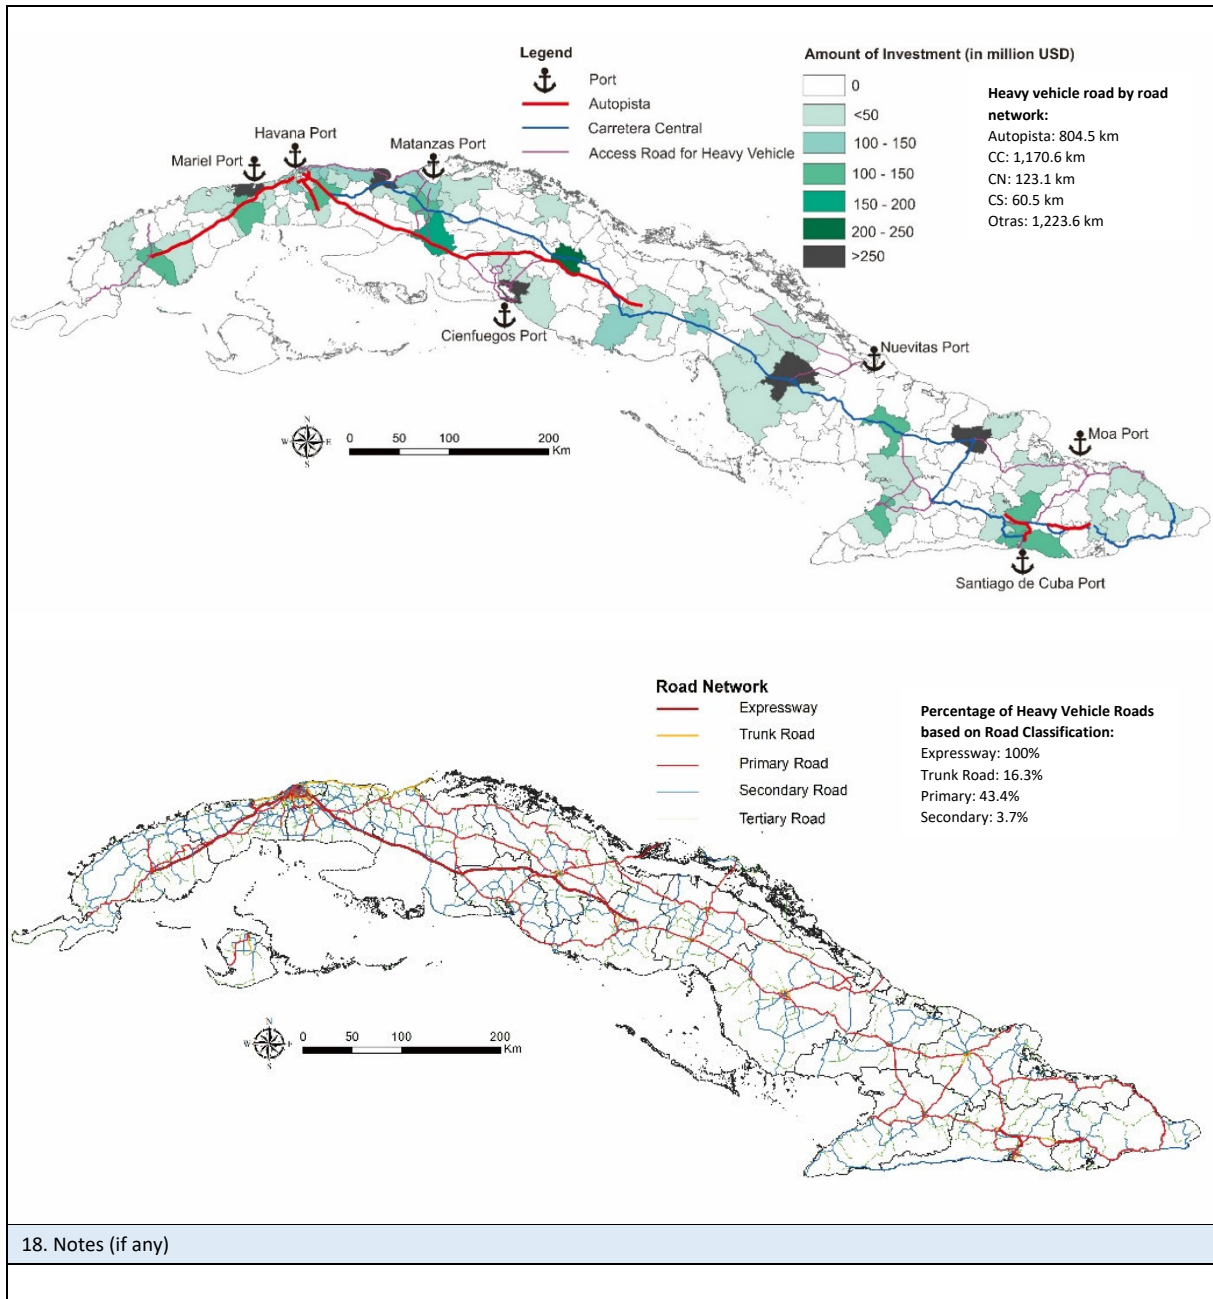 Legend
Port
Autopista
Carretera Central
Access Road for Heavy Vehicle
Amount of Investment (in million USD)
0
<50
100 - 150
100 - 150
150 - 200
200 - 250
>250
Heavy vehicle road by road
network:
Autopista: 804.5 km
CC: 1,170.6 km
CN: 123.1 km
CS: 60.5 km
Otras: 1,223.6 km
Havana Port
Mariel Port
Matanzas Port
Cienfuegos Port
Nuevitas Port
Moa Port
Santiago de Cuba Port
N
W E
S
0 50 100 200
Km
Road Network
Expressway
Trunk Road
Primary Road
Secondary Road
Tertiary Road
Percentage of Heavy Vehicle Roads
based on Road Classification:
Expressway: 100%
Trunk Road: 16.3%
Primary: 43.4%
Secondary: 3.7%
N
W E
S
0 50 100 200
Km
18. Notes (if any)